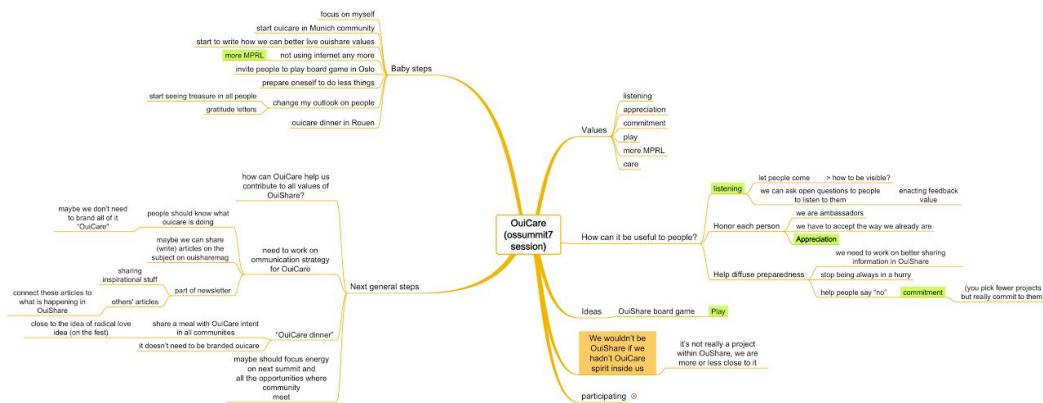 OuiCare
(ossummit7
session)
Baby steps
focus on myself
start ouicare in Munich community
start to write how we can better live ouishare values
not using internet any more
more MPRL
invite people to play board game in Oslo
prepare oneself to do less things
change my outlook on people
start seeing treasure in all people
gratitude letters
ouicare dinner in Rouen
Next general steps
how can OuiCare help us
contribute to all values of
OuiShare?
need to work on
ommunication strategy
for OuiCare
people should know what
ouicare is doing
maybe we don't need
to brand all of it
"OuiCare"
maybe we can share
(write) articles on the
subject on ouisharemag
part of newsletter
sharing
inspirational stuff
others' articles
connect these articles to
what is happening in
OuiShare
"OuiCare dinner"
share a meal with OuiCare intent
in all communities
close to the idea of radical love
idea (on the fest)
it doesn't need to be branded ouicare
maybe should focus energy
on next summit and
all the opportunities where
community
meet
Values
listening
appreciation
commitment
play
more MPRL
care
How can it be useful to people?
listening
let people come
> how to be visible?
we can ask open questions to people
to listen to them
enacting feedback
value
Honor each person
we are ambassadors
we have to accept the way we already are
Appreciation
Help diffuse preparedness
we need to work on better sharing
information in OuiShare
stop being always in a hurry
help people say "no"
commitment
(you pick fewer projects
but really commit to them
Ideas
OuiShare board game
Play
We wouldn't be
OuiShare if we
hadn't OuiCare
spirit inside us
it's not really a project
within OuShare, we are
more or less close to it
participating